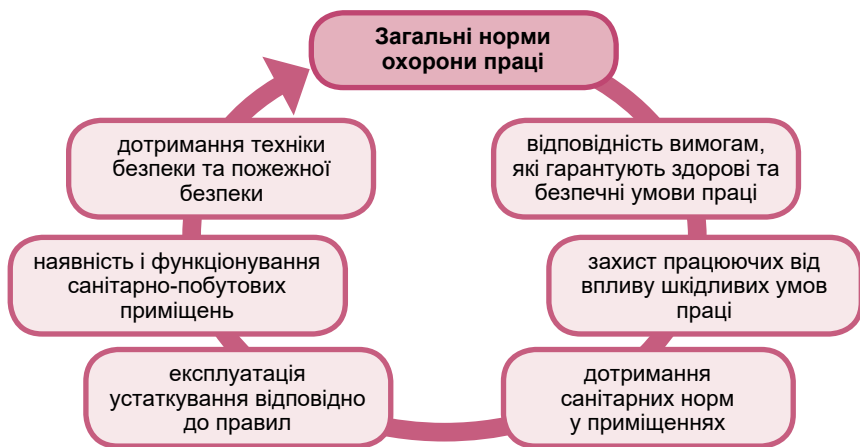 Загальні норми
охорони праці
відповідність вимогам,
які гарантують здорові та
безпечні умови праці
захист працюючих від
впливу шкідливих умов
праці
дотримання
санітарних норм
у приміщеннях
експлуатація
устаткування відповідно
до правил
наявність і функціонування
санітарно-побутових
приміщень
дотримання техніки
безпеки та пожежної
безпеки